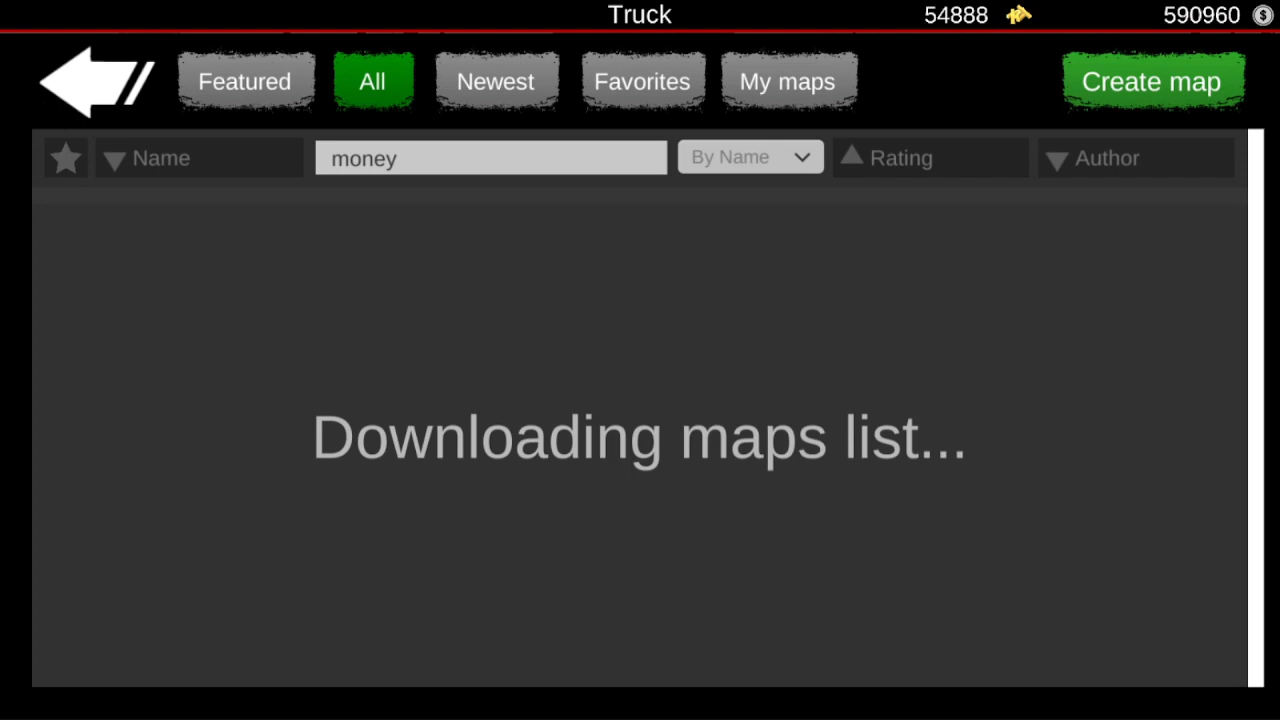 Truck 54888 590960
Featured All Newest Favorites My maps Create map
Name money By Name Rating Author
Downloading maps list...